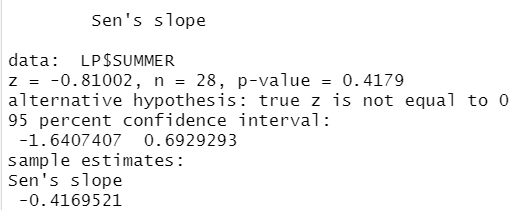 Sen's slope
data: LP$SUMMER
z = -0.81002, n = 28, p-value = 0.4179
alternative hypothesis: true z is not equal to 0
95 percent confidence interval:
-1.6407407 0.6929293
sample estimates:
Sen's slope
-0.4169521